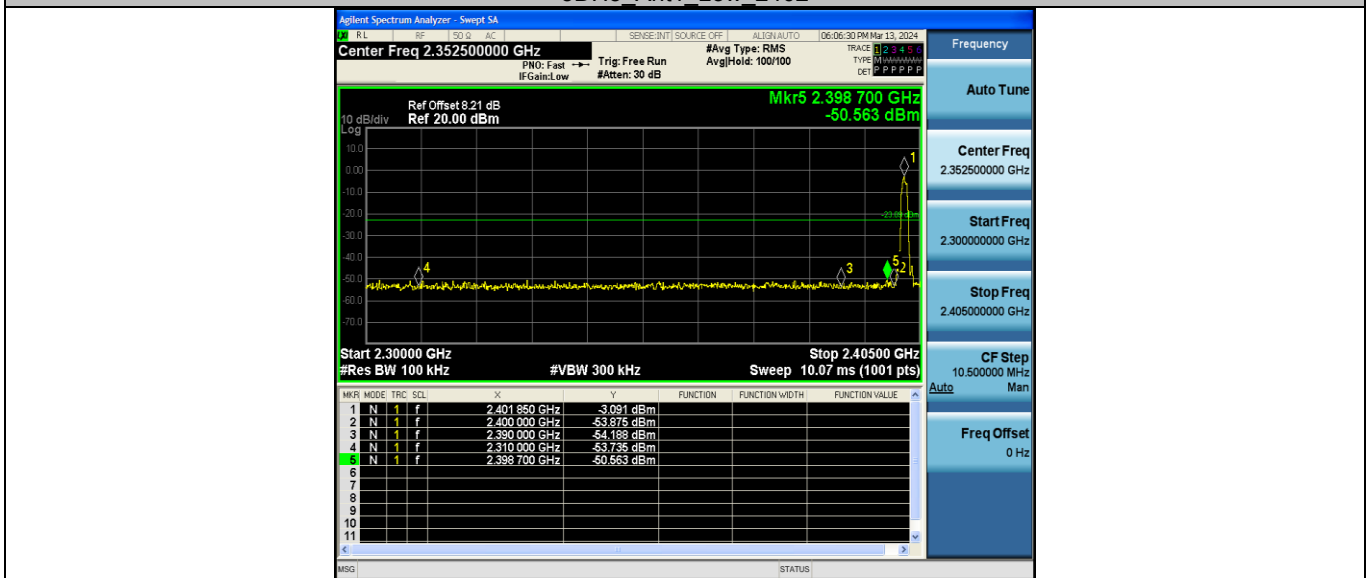 Agilent Spectrum Analyzer - Swept SA
RL RF 50 Ω AC SENSE:INT SOURCE OFF ALIGN AUTO 06:06:30 PM Mar 13, 2024
Center Freq 2.352500000 GHz
PNO: Fast
IFGain:Low
Trig: Free Run
#Atten: 30 dB
#Avg Type: RMS
Avg|Hold: 100/100
TRACE 1 2 3 4 5 6
TYPE M
DET P P P P P P
Ref Offset 8.21 dB
10 dB/div Ref 20.00 dBm
Log
Mkr5 2.398 700 GHz
-50.563 dBm
10.0
0.00
-10.0
-20.0
-30.0
-40.0
-50.0
-60.0
-70.0
1
-23.09 dBm
4
3
5
2
Start 2.30000 GHz Stop 2.40500 GHz
#Res BW 100 kHz #VBW 300 kHz Sweep 10.07 ms (1001 pts)
MKR MODE TRC SCL X Y FUNCTION FUNCTION WIDTH FUNCTION VALUE
1 N 1 f 2.401 850 GHz -3.091 dBm
2 N 1 f 2.400 000 GHz -53.875 dBm
3 N 1 f 2.390 000 GHz -54.188 dBm
4 N 1 f 2.310 000 GHz -53.735 dBm
5 N 1 f 2.398 700 GHz -50.563 dBm
6
7
8
9
10
11
MSG STATUS
Frequency
Auto Tune
Center Freq
2.352500000 GHz
Start Freq
2.300000000 GHz
Stop Freq
2.405000000 GHz
CF Step
10.500000 MHz
Auto Man
Freq Offset
0 Hz